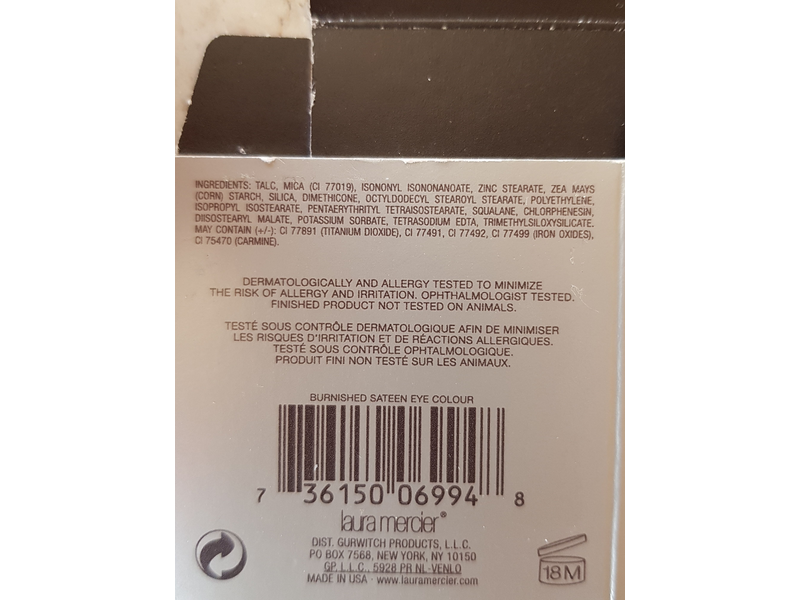 INGREDIENTS: TALC, MICA (CI 77019), ISONONYL ISONONANOATE, ZINC STEARATE, ZEA MAYS
(CORN) STARCH, SILICA, DIMETHICONE, OCTYLDODECYL STEAROYL STEARATE, POLYETHYLENE,
ISOPROPYL ISOSTEARATE, PENTAERYTHRITYL TETRAISOSTEARATE, SQUALANE, CHLORPHENESIN,
DIISOSTEARYL MALATE, POTASSIUM SORBATE, TETRASODIUM EDTA, TRIMETHYLSILOXYSILICATE.
MAY CONTAIN (+/-): CI 77891 (TITANIUM DIOXIDE), CI 77491, CI 77492, CI 77499 (IRON OXIDES),
CI 75470 (CARMINE).
DERMATOLOGICALLY AND ALLERGY TESTED TO MINIMIZE
THE RISK OF ALLERGY AND IRRITATION. OPHTHALMOLOGIST TESTED.
FINISHED PRODUCT NOT TESTED ON ANIMALS.
TESTÉ SOUS CONTRÔLE DERMATOLOGIQUE AFIN DE MINIMISER
LES RISQUES D'IRRITATION ET DE RÉACTIONS ALLERGIQUES.
TESTÉ SOUS CONTRÔLE OPHTALMOLOGIQUE.
PRODUIT FINI NON TESTÉ SUR LES ANIMAUX.
BURNISHED SATEEN EYE COLOUR
7 36150 06994 8
laura mercier®
DIST. GURWITCH PRODUCTS, L.L.C.
PO BOX 7568, NEW YORK, NY 10150
GP, L.L.C., 5928 PR NL-VENLO
MADE IN USA · www.lauramercier.com
18M